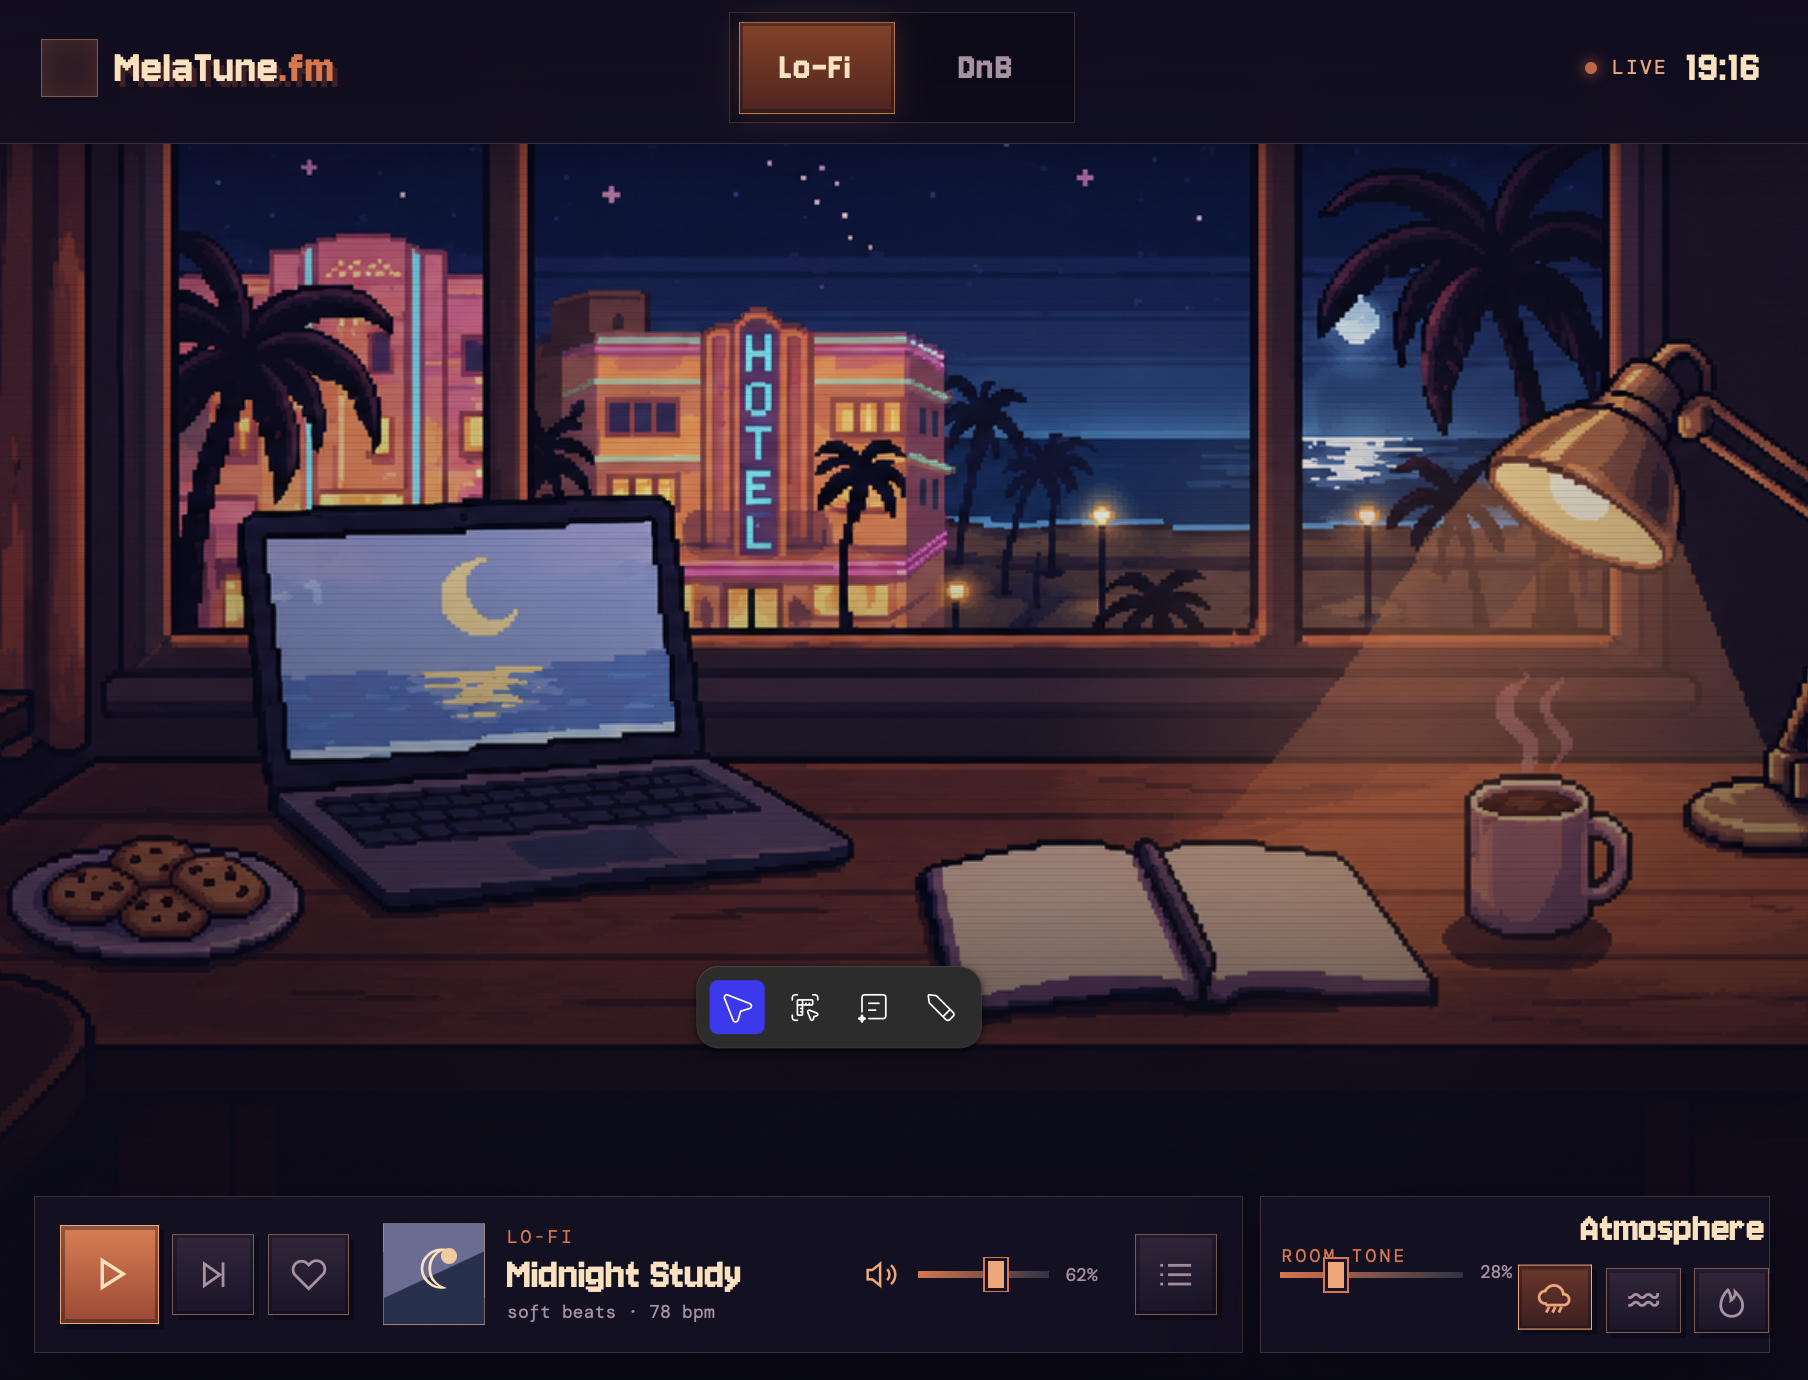 MelaTune.fm
Lo-Fi
DnB
LIVE 19:16
HOTEL
LO-FI
Midnight Study
soft beats · 78 bpm
62%
Atmosphere
ROOM TONE
28%